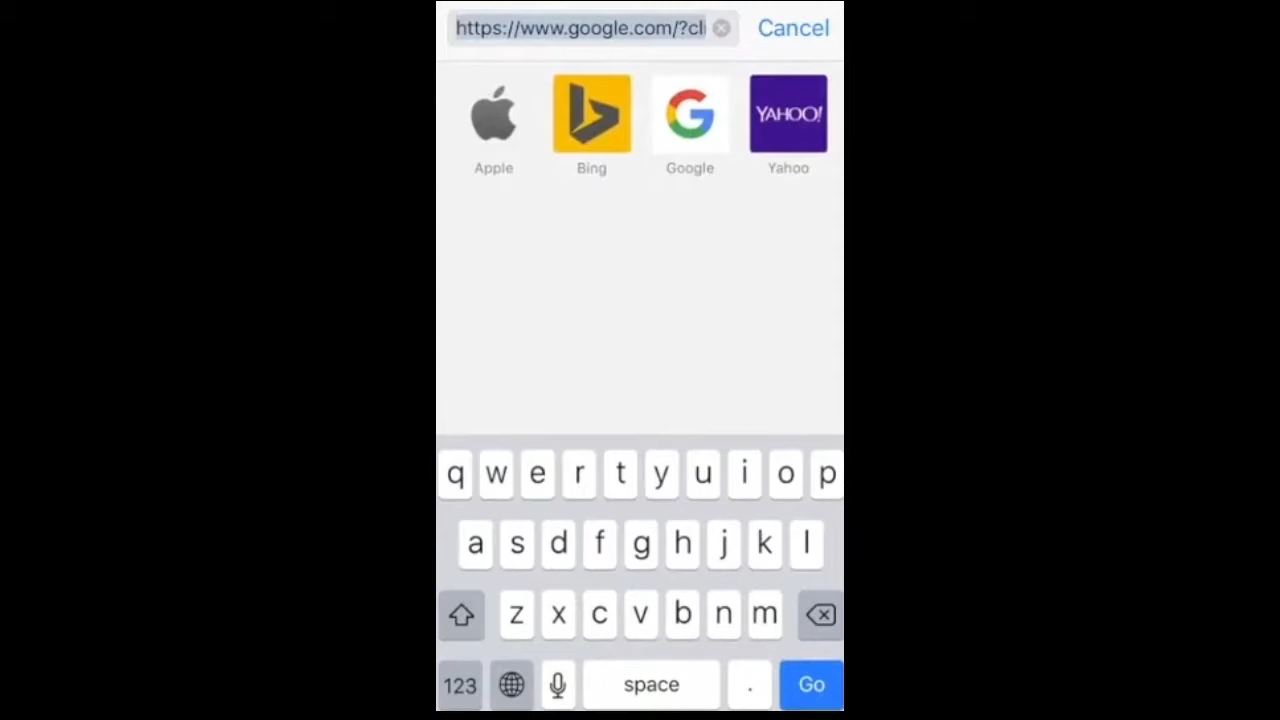 https://www.google.com/?cl Cancel
YAHOO!
Apple Bing Google Yahoo
q w e r t y u i o p
a s d f g h j k l
z x c v b n m
123 space . Go